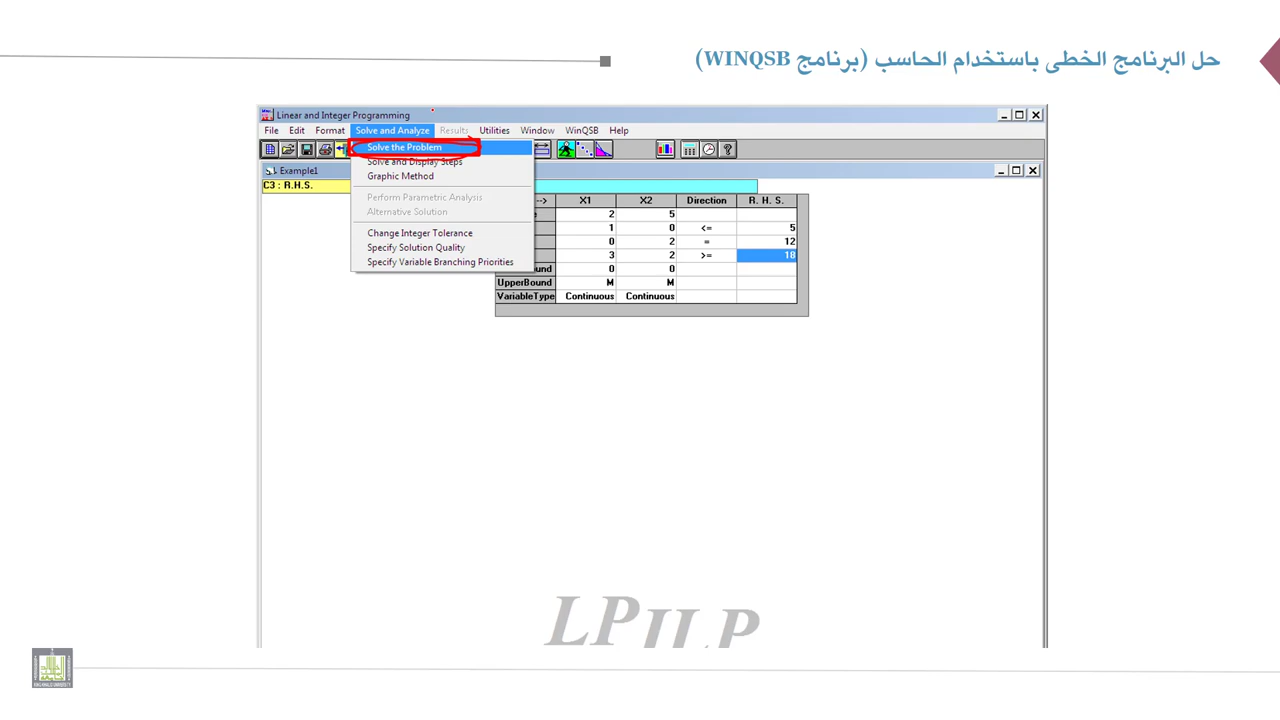 حل البرنامج الخطى باستخدام الحاسب (برنامج WINQSB)
Linear and Integer Programming
File Edit Format Solve and Analyze Results Utilities Window WinQSB Help
Solve the Problem
Example1
Solve and Display Steps
C3 : R.H.S.
Graphic Method
Perform Parametric Analysis
Alternative Solution
Change Integer Tolerance
Specify Solution Quality
Specify Variable Branching Priorities
--> X1 X2 Direction R. H. S.
2 5
1 0 <= 5
0 2 = 12
3 2 >= 18
ound 0 0
UpperBound M M
VariableType Continuous Continuous
LP ILP